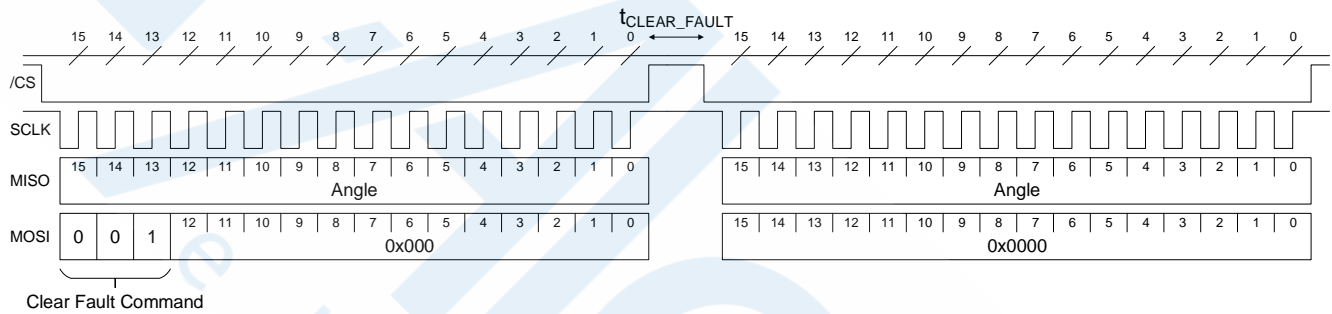 tCLEAR_FAULT
15 14 13 12 11 10 9 8 7 6 5 4 3 2 1 0 15 14 13 12 11 10 9 8 7 6 5 4 3 2 1 0
/CS
SCLK
MISO 15 14 13 12 11 10 9 8 7 6 5 4 3 2 1 0 15 14 13 12 11 10 9 8 7 6 5 4 3 2 1 0
Angle Angle
MOSI 0 0 1 12 11 10 9 8 7 6 5 4 3 2 1 0 15 14 13 12 11 10 9 8 7 6 5 4 3 2 1 0
0x000 0x0000
Clear Fault Command